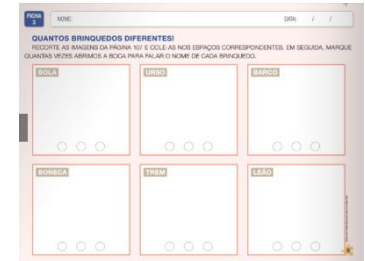 FICHA
3
NOME:
DATA: / /
QUANTOS BRINQUEDOS DIFERENTES!
RECORTE AS IMAGENS DA PÁGINA 107 E COLE-AS NOS ESPAÇOS CORRESPONDENTES. EM SEGUIDA, MARQUE
QUANTAS VEZES ABRIMOS A BOCA PARA FALAR O NOME DE CADA BRINQUEDO.
BOLA
URSO
BARCO
BONECA
TREM
LEÃO